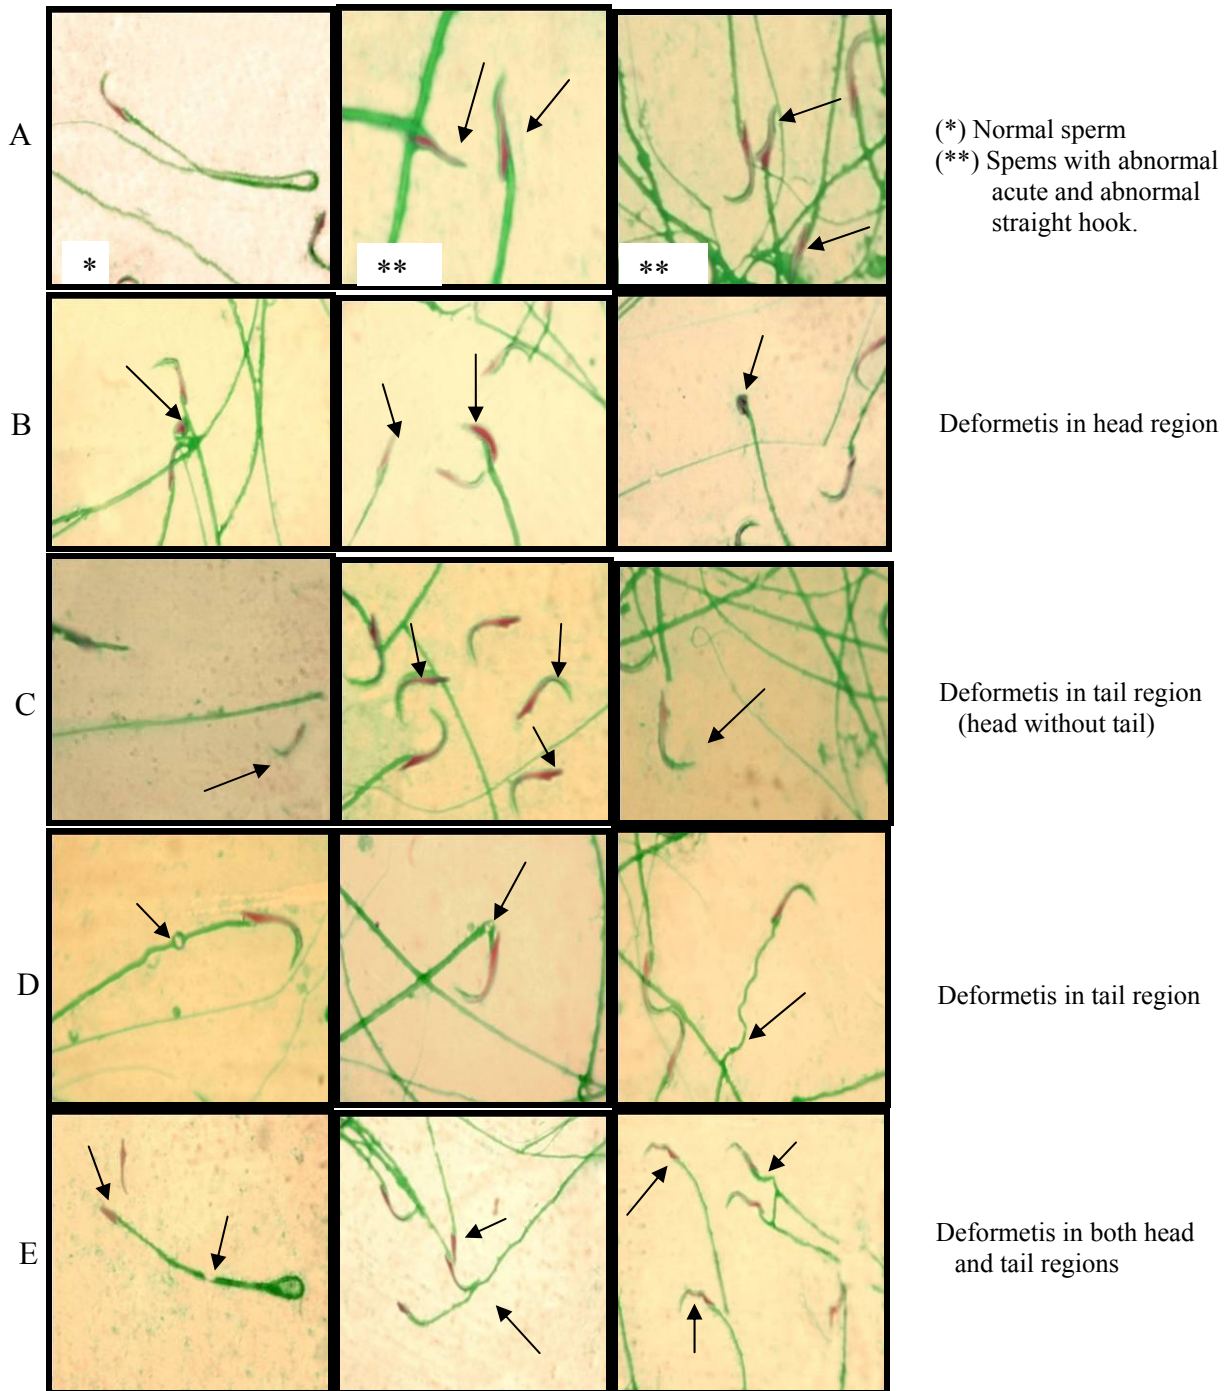 A
*
**
**
(*) Normal sperm
(**) Spems with abnormal
acute and abnormal
straight hook.
B
Deformetis in head region
C
Deformetis in tail region
(head without tail)
D
Deformetis in tail region
E
Deformetis in both head
and tail regions